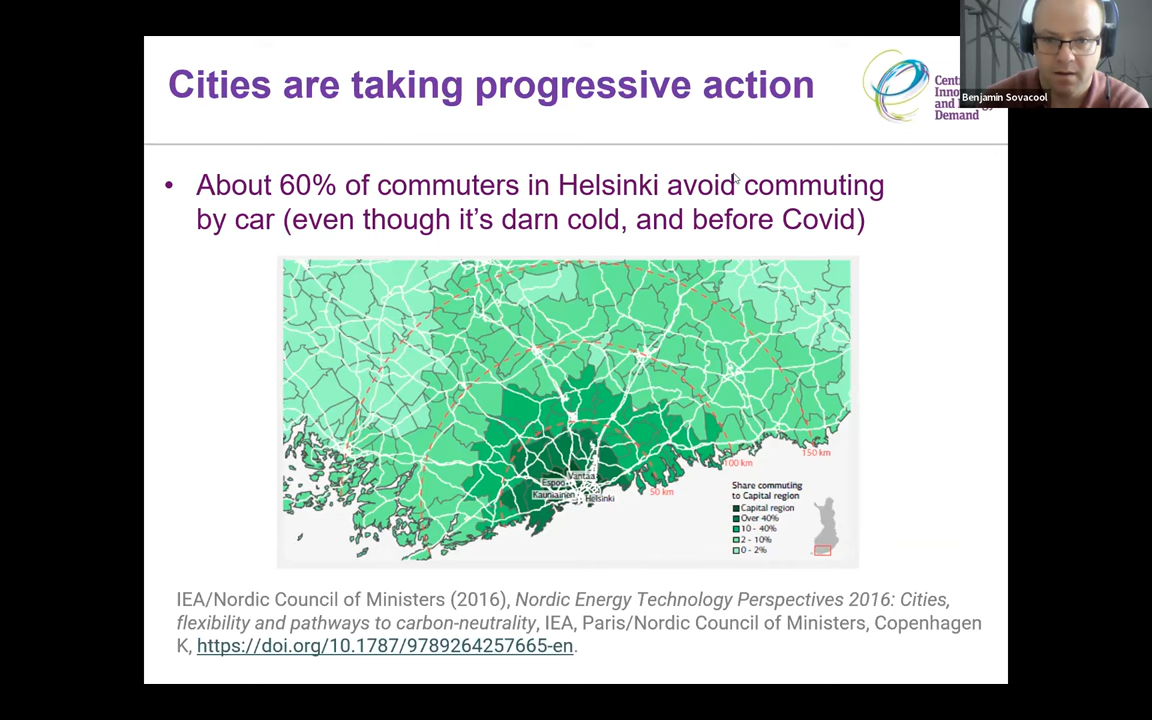 Cities are taking progressive action
Demand
Benjamin Sovacool
• About 60% of commuters in Helsinki avoid commuting
by car (even though it's darn cold, and before Covid)
150 km
100 km
50 km
Vantaa
Espoo
Kauniainen
Helsinki
Share commuting
to Capital region
Capital region
Over 40%
10 - 40%
2 - 10%
0 - 2%
IEA/Nordic Council of Ministers (2016), Nordic Energy Technology Perspectives 2016: Cities,
flexibility and pathways to carbon-neutrality, IEA, Paris/Nordic Council of Ministers, Copenhagen
K, https://doi.org/10.1787/9789264257665-en.